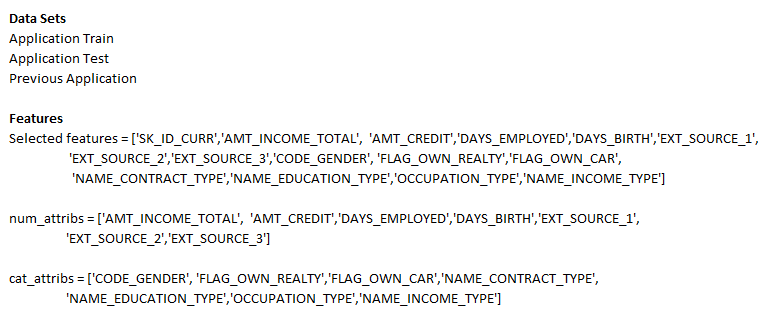 Data Sets
Application Train
Application Test
Previous Application
Features
Selected features = ['SK_ID_CURR','AMT_INCOME_TOTAL',  'AMT_CREDIT','DAYS_EMPLOYED','DAYS_BIRTH','EXT_SOURCE_1',
'EXT_SOURCE_2','EXT_SOURCE_3','CODE_GENDER', 'FLAG_OWN_REALTY','FLAG_OWN_CAR',
'NAME_CONTRACT_TYPE','NAME_EDUCATION_TYPE','OCCUPATION_TYPE','NAME_INCOME_TYPE']
num_attribs = ['AMT_INCOME_TOTAL',  'AMT_CREDIT','DAYS_EMPLOYED','DAYS_BIRTH','EXT_SOURCE_1',
'EXT_SOURCE_2','EXT_SOURCE_3']
cat_attribs = ['CODE_GENDER', 'FLAG_OWN_REALTY','FLAG_OWN_CAR','NAME_CONTRACT_TYPE',
'NAME_EDUCATION_TYPE','OCCUPATION_TYPE','NAME_INCOME_TYPE']